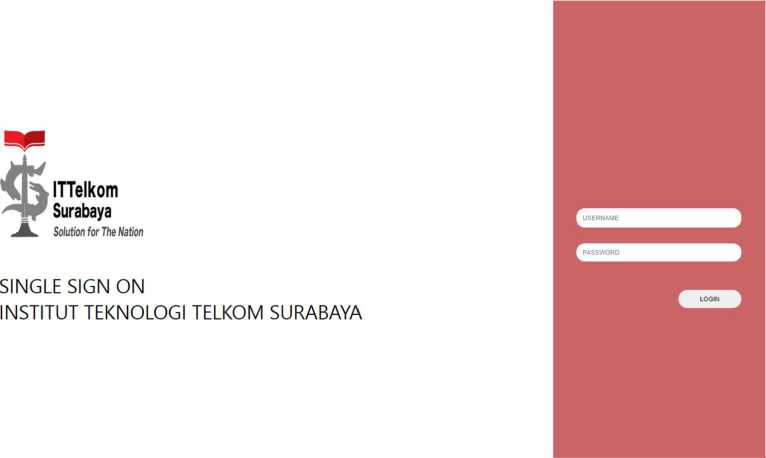 ITTelkom
Surabaya
Solution for The Nation
SINGLE SIGN ON
INSTITUT TEKNOLOGI TELKOM SURABAYA
USERNAME
PASSWORD
LOGIN